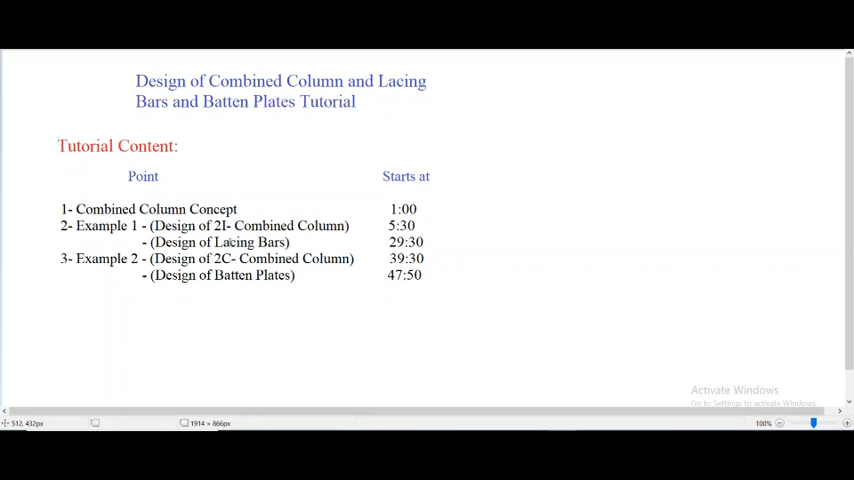 Design of Combined Column and Lacing
Bars and Batten Plates Tutorial
Tutorial Content:
Point Starts at
1- Combined Column Concept 1:00
2- Example 1 - (Design of 2I- Combined Column) 5:30
- (Design of Lacing Bars) 29:30
3- Example 2 - (Design of 2C- Combined Column) 39:30
- (Design of Batten Plates) 47:50
Activate Windows
Go to Settings to activate Windows.
512, 432px 1914 × 866px 100%